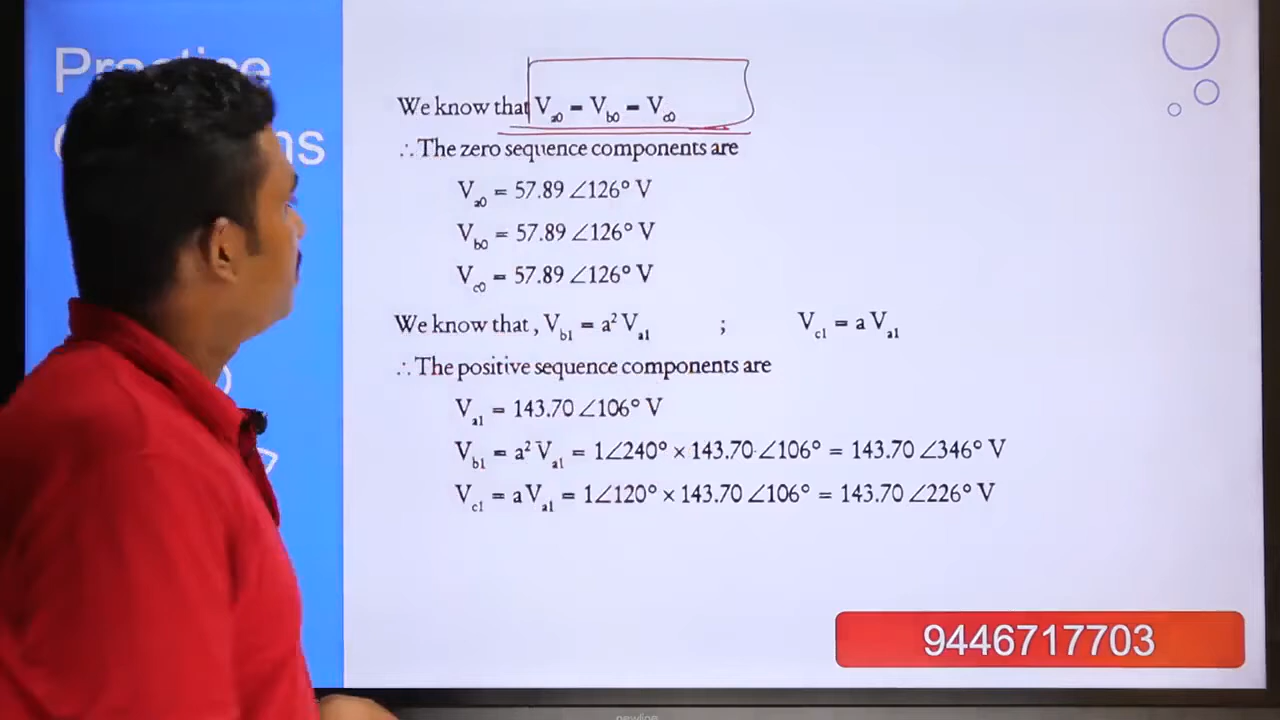 Practice
We know that V_a0 = V_b0 = V_c0
∴ The zero sequence components are
V_a0 = 57.89 ∠126° V
V_b0 = 57.89 ∠126° V
V_c0 = 57.89 ∠126° V
We know that , V_b1 = a² V_a1 ; V_c1 = a V_a1
∴ The positive sequence components are
V_a1 = 143.70 ∠106° V
V_b1 = a² V_a1 = 1∠240° × 143.70 ∠106° = 143.70 ∠346° V
V_c1 = a V_a1 = 1∠120° × 143.70 ∠106° = 143.70 ∠226° V
9446717703
newline